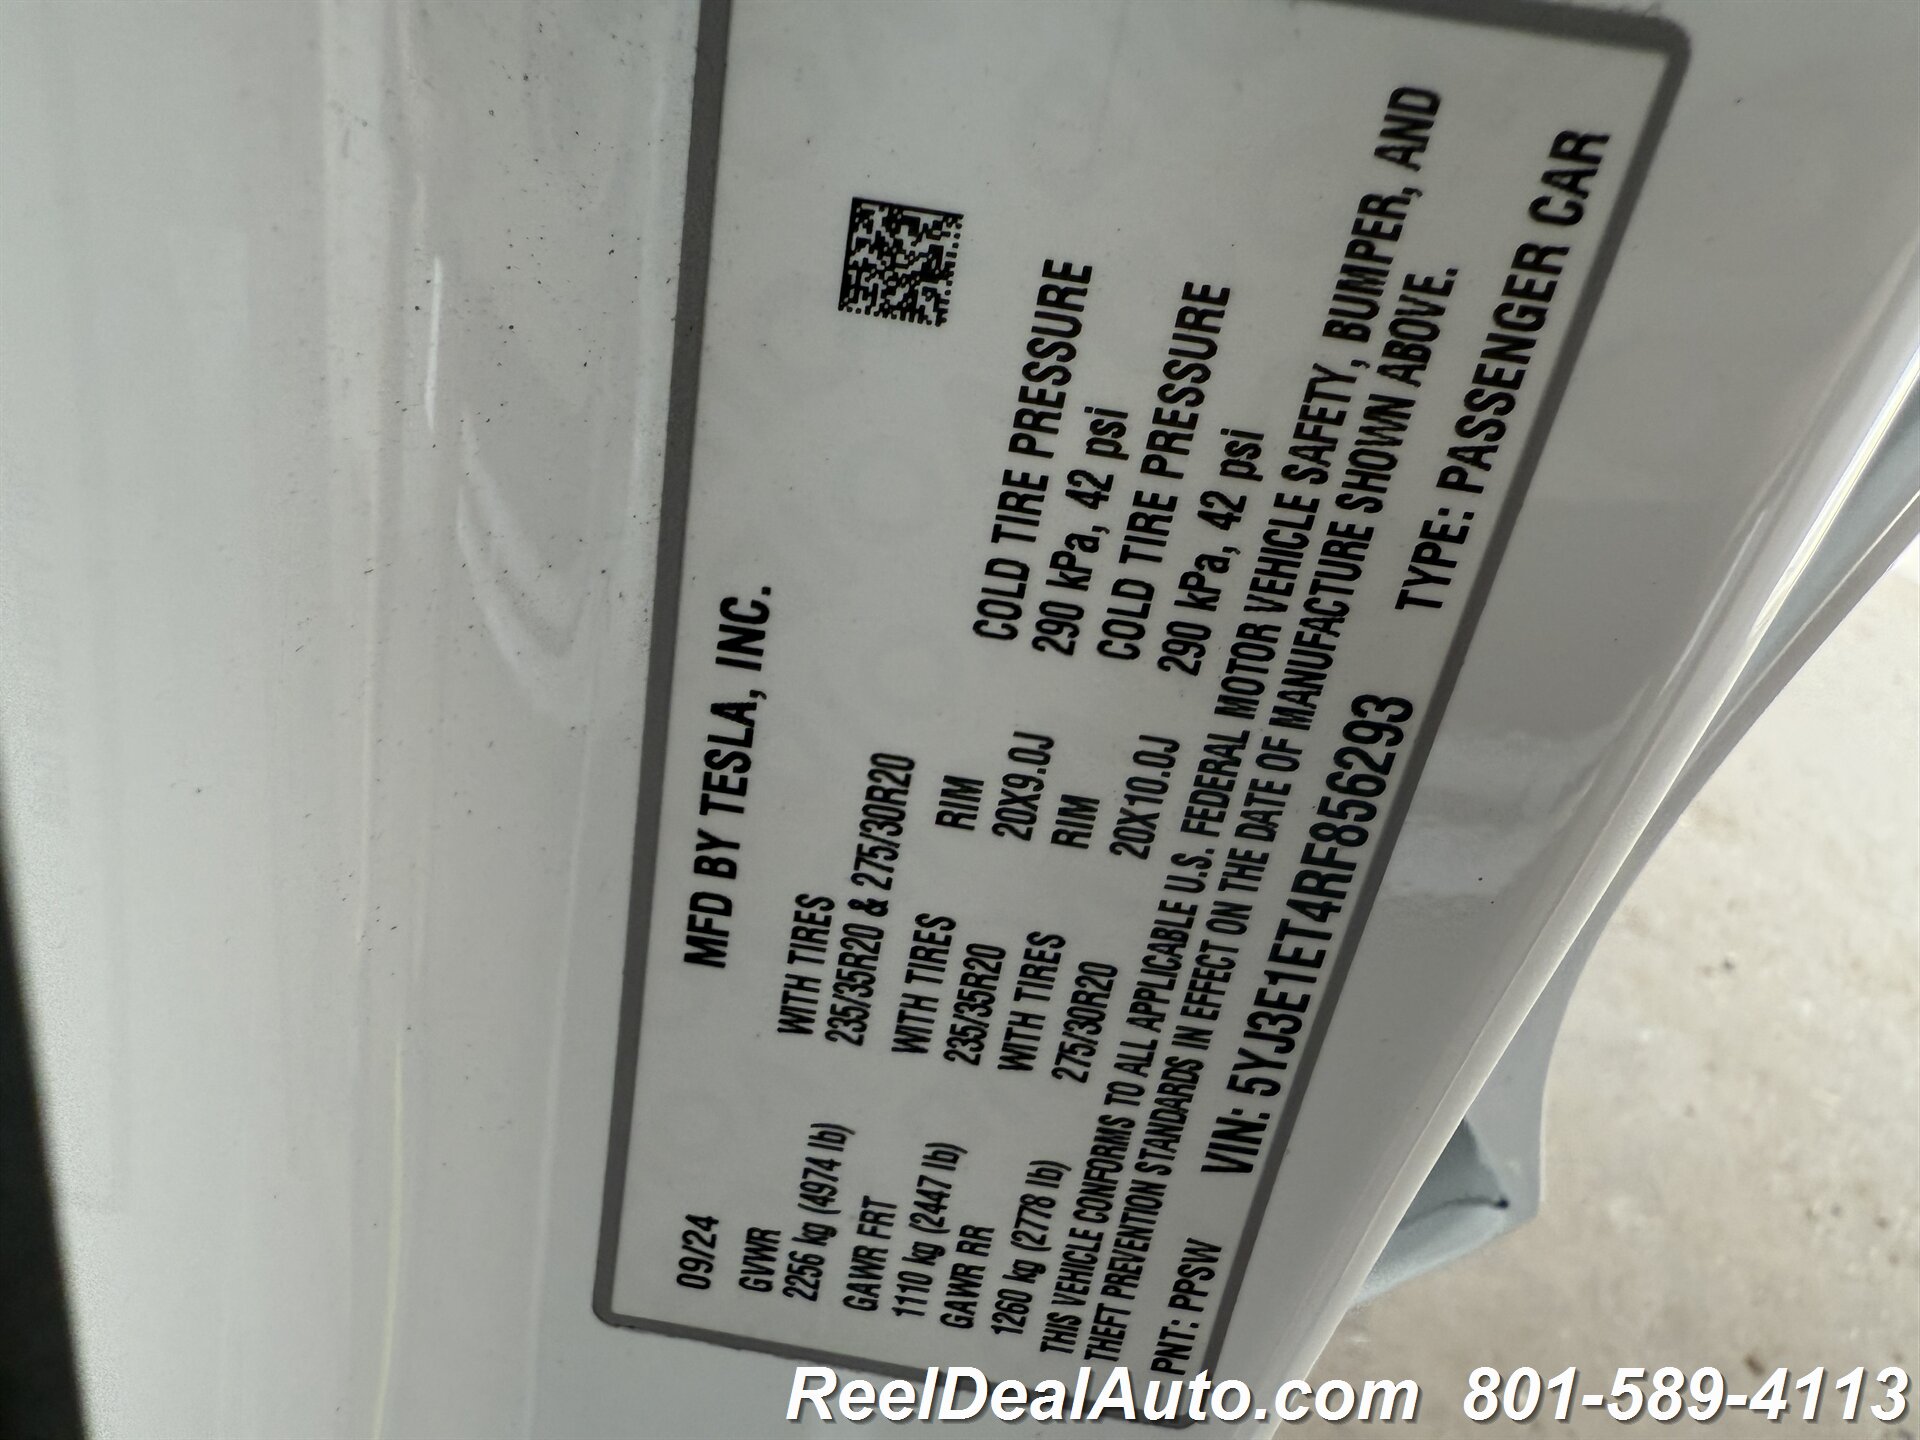 MFD BY TESLA, INC.
09/24
GVWR WITH TIRES
2256 kg (4974 lb) 235/35R20 & 275/30R20
GAWR FRT WITH TIRES RIM COLD TIRE PRESSURE
1110 kg (2447 lb) 235/35R20 20X9.0J 290 kPa, 42 psi
GAWR RR WITH TIRES RIM COLD TIRE PRESSURE
1260 kg (2778 lb) 275/30R20 20X10.0J 290 kPa, 42 psi
THIS VEHICLE CONFORMS TO ALL APPLICABLE U.S. FEDERAL MOTOR VEHICLE SAFETY, BUMPER, AND
THEFT PREVENTION STANDARDS IN EFFECT ON THE DATE OF MANUFACTURE SHOWN ABOVE.
PNT: PPSW VIN: 5YJ3E1ET4RF856293 TYPE: PASSENGER CAR
ReelDealAuto.com 801-589-4113